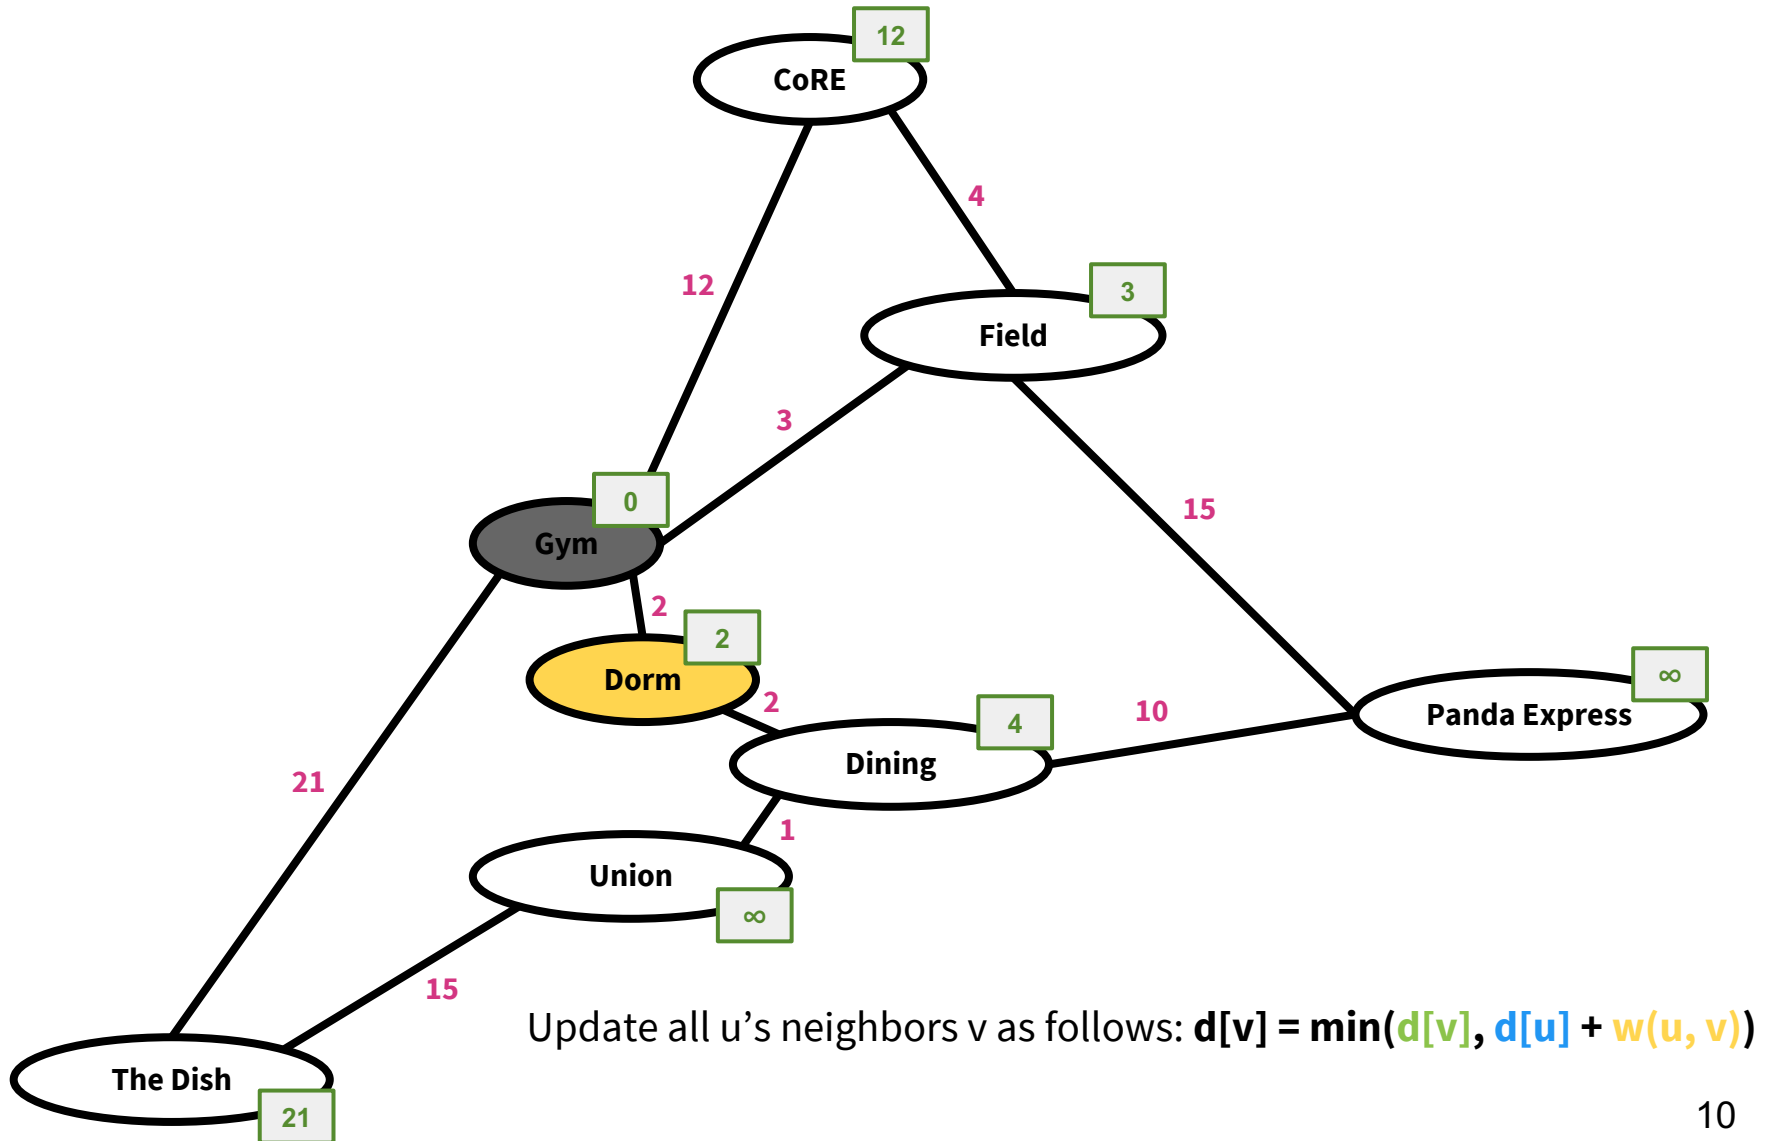 12
CoRE
4
12
3
Field
3
15
0
Gym
2
2
Dorm
2
∞
Panda Express
10
4
Dining
21
1
Union
∞
15
Update all u’s neighbors v as follows: d[v] = min(d[v], d[u] + w(u, v))
The Dish
21
10